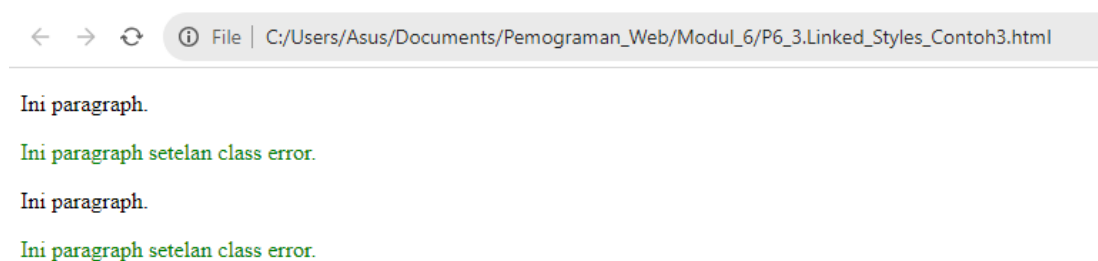 File C:/Users/Asus/Documents/Pemograman_Web/Modul_6/P6_3.Linked_Styles_Contoh3.html
Ini paragraph.
Ini paragraph setelan class error.
Ini paragraph.
Ini paragraph setelan class error.